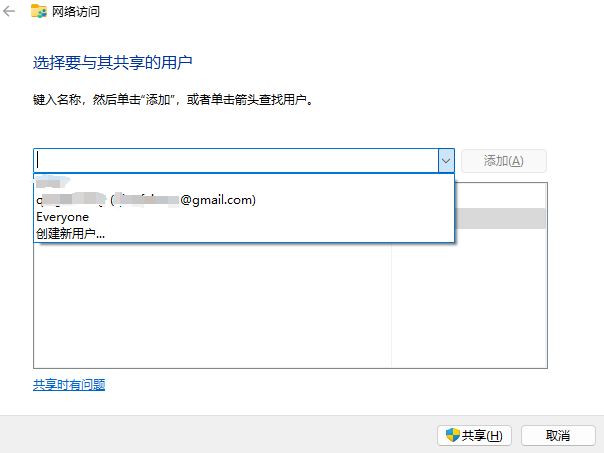 网络访问
选择要与其共享的用户
键入名称，然后单击“添加”，或者单击箭头查找用户。
添加(A)
@gmail.com)
Everyone
创建新用户...
共享时有问题
共享(H)
取消